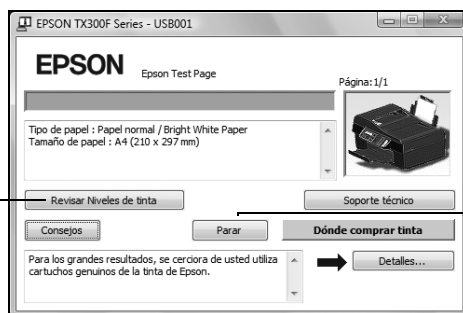 EPSON TX300F Series - USB001
EPSON Epson Test Page
Página:1/1
Tipo de papel : Papel normal / Bright White Paper
Tamaño de papel : A4 (210 x 297 mm)
Revisar Niveles de tinta
Soporte técnico
Consejos
Parar
Dónde comprar tinta
Para los grandes resultados, se cerciora de usted utiliza
cartuchos genuinos de la tinta de Epson.
Detalles...